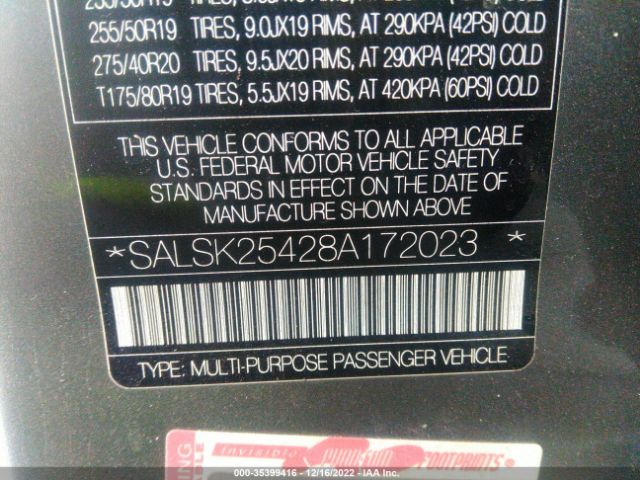 255/50R19 TIRES, 9.0JX19 RIMS, AT 290KPA (42PSI) COLD
275/40R20 TIRES, 9.5JX20 RIMS, AT 290KPA (42PSI) COLD
T175/80R19 TIRES, 5.5JX19 RIMS, AT 420KPA (60PSI) COLD
THIS VEHICLE CONFORMS TO ALL APPLICABLE
U.S. FEDERAL MOTOR VEHICLE SAFETY
STANDARDS IN EFFECT ON THE DATE OF
MANUFACTURE SHOWN ABOVE
*SALSK25428A172023 *
TYPE: MULTI-PURPOSE PASSENGER VEHICLE
Invisible PHANTOM FOOTPRINTS
000-35399416 - 12/16/2022 - IAA Inc.